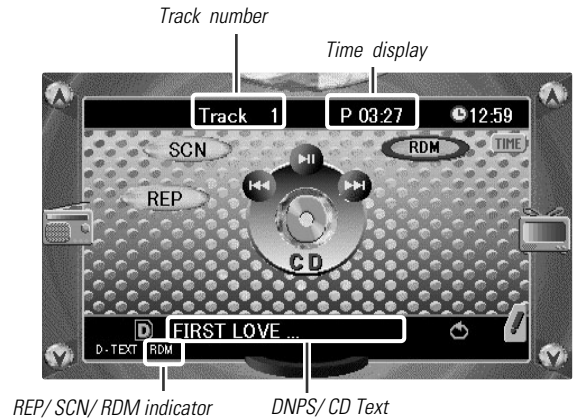 Track number
Time display
Track 1
P 03:27
12:59
SCN
RDM
TIME
REP
CD
D
FIRST LOVE ...
D-TEXT
RDM
REP/ SCN/ RDM indicator
DNPS/ CD Text